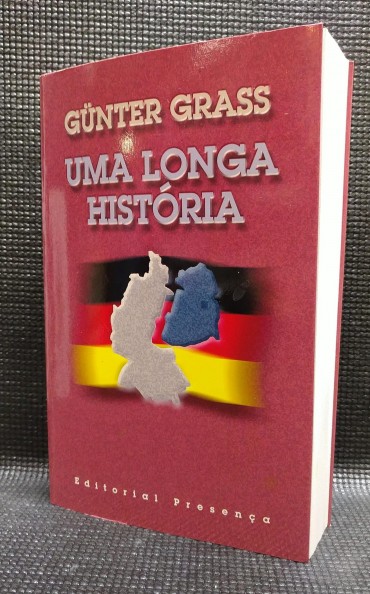 GÜNTER GRASS
UMA LONGA
HISTÓRIA
Editorial Presença